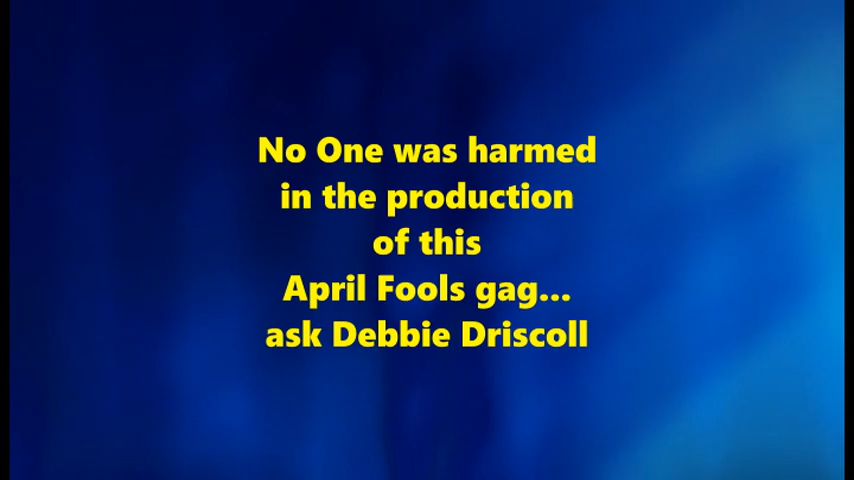 No One was harmed
in the production
of this
April Fools gag...
ask Debbie Driscoll